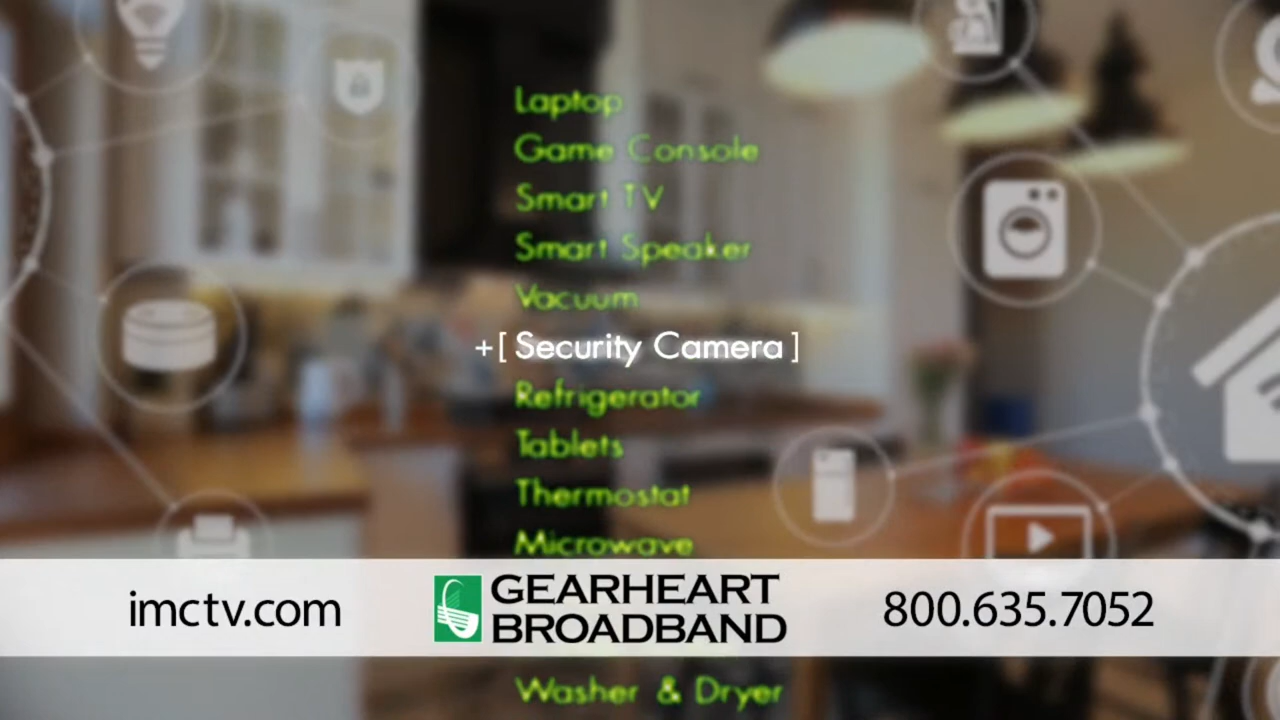 Laptop
Game Console
Smart TV
Smart Speaker
Vacuum
+[Security Camera]
Refrigerator
Tablets
Thermostat
Microwave
imctv.com
GEARHEART
BROADBAND
800.635.7052
Washer & Dryer